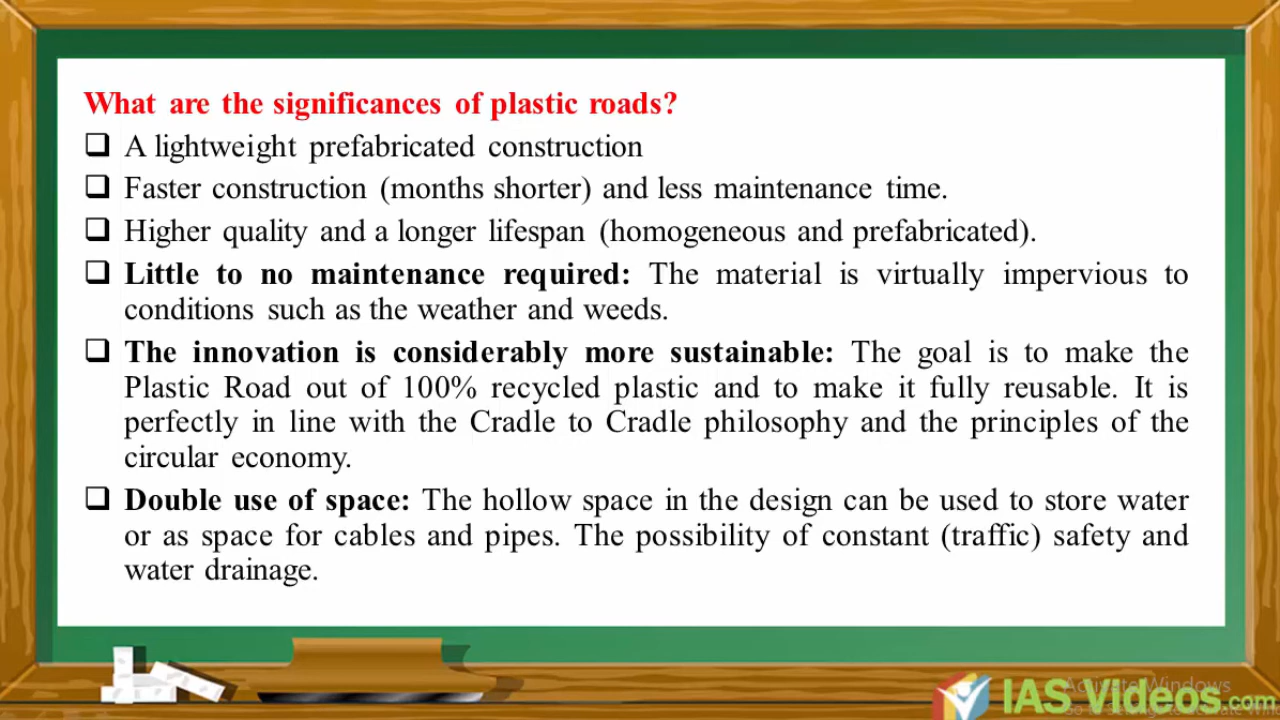 What are the significances of plastic roads?
❑ A lightweight prefabricated construction
❑ Faster construction (months shorter) and less maintenance time.
❑ Higher quality and a longer lifespan (homogeneous and prefabricated).
❑ Little to no maintenance required: The material is virtually impervious to
conditions such as the weather and weeds.
❑ The innovation is considerably more sustainable: The goal is to make the
Plastic Road out of 100% recycled plastic and to make it fully reusable. It is
perfectly in line with the Cradle to Cradle philosophy and the principles of the
circular economy.
❑ Double use of space: The hollow space in the design can be used to store water
or as space for cables and pipes. The possibility of constant (traffic) safety and
water drainage.
Activate Windows
IAS Videos.com